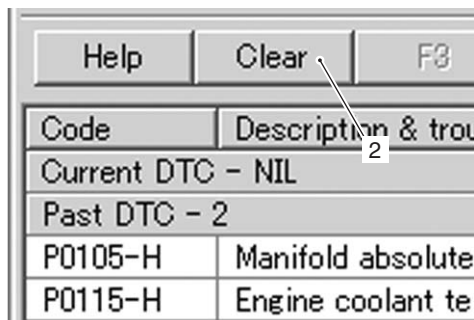 Help Clear F3
Code Description & trou
2
Current DTC - NIL
Past DTC - 2
P0105-H Manifold absolute
P0115-H Engine coolant te